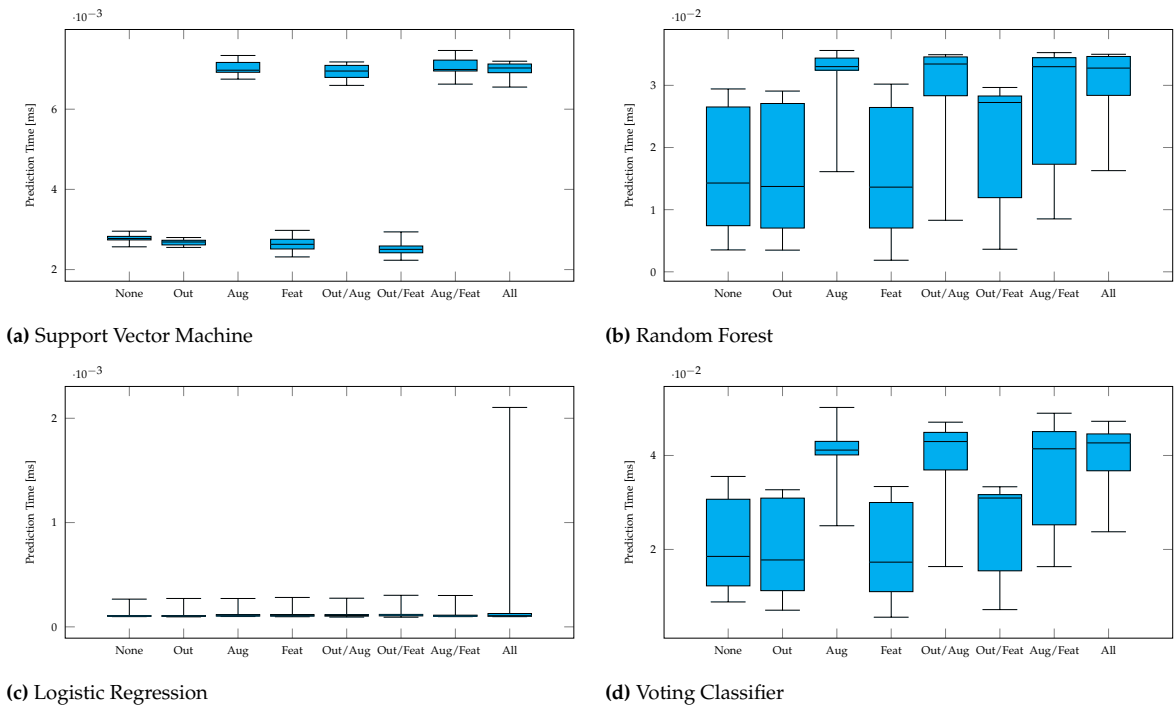 ·10−3
Prediction Time [ms]
6
4
2
None Out Aug Feat Out/Aug Out/Feat Aug/Feat All
(a) Support Vector Machine
·10−2
Prediction Time [ms]
3
2
1
0
None Out Aug Feat Out/Aug Out/Feat Aug/Feat All
(b) Random Forest
·10−3
Prediction Time [ms]
2
1
0
None Out Aug Feat Out/Aug Out/Feat Aug/Feat All
(c) Logistic Regression
·10−2
Prediction Time [ms]
4
2
None Out Aug Feat Out/Aug Out/Feat Aug/Feat All
(d) Voting Classifier